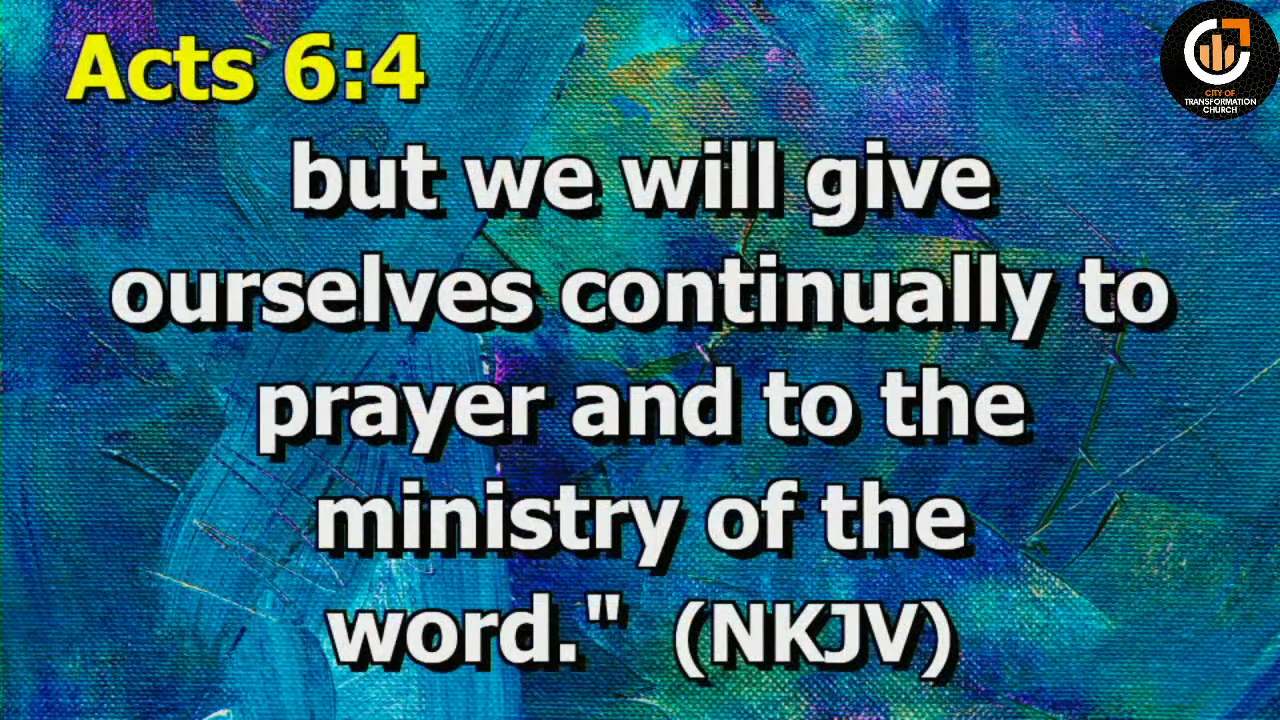 Acts 6:4
but we will give
ourselves continually to
prayer and to the
ministry of the
word." (NKJV)
CITY OF
TRANSFORMATION
CHURCH